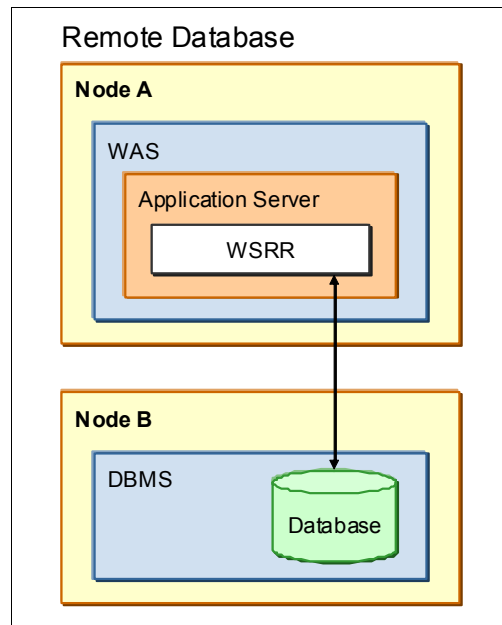 Remote Database
Node A
WAS
Application Server
WSRR
Node B
DBMS
Database